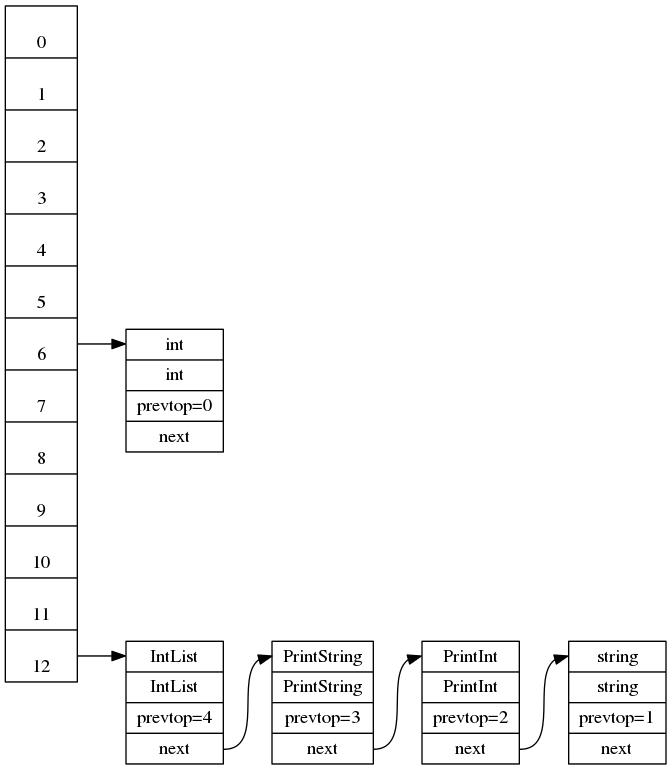 0
1
2
3
4
5
6
7
8
9
10
11
12
int
int
prevtop=0
next
IntList
IntList
prevtop=4
next
PrintString
PrintString
prevtop=3
next
PrintInt
PrintInt
prevtop=2
next
string
string
prevtop=1
next